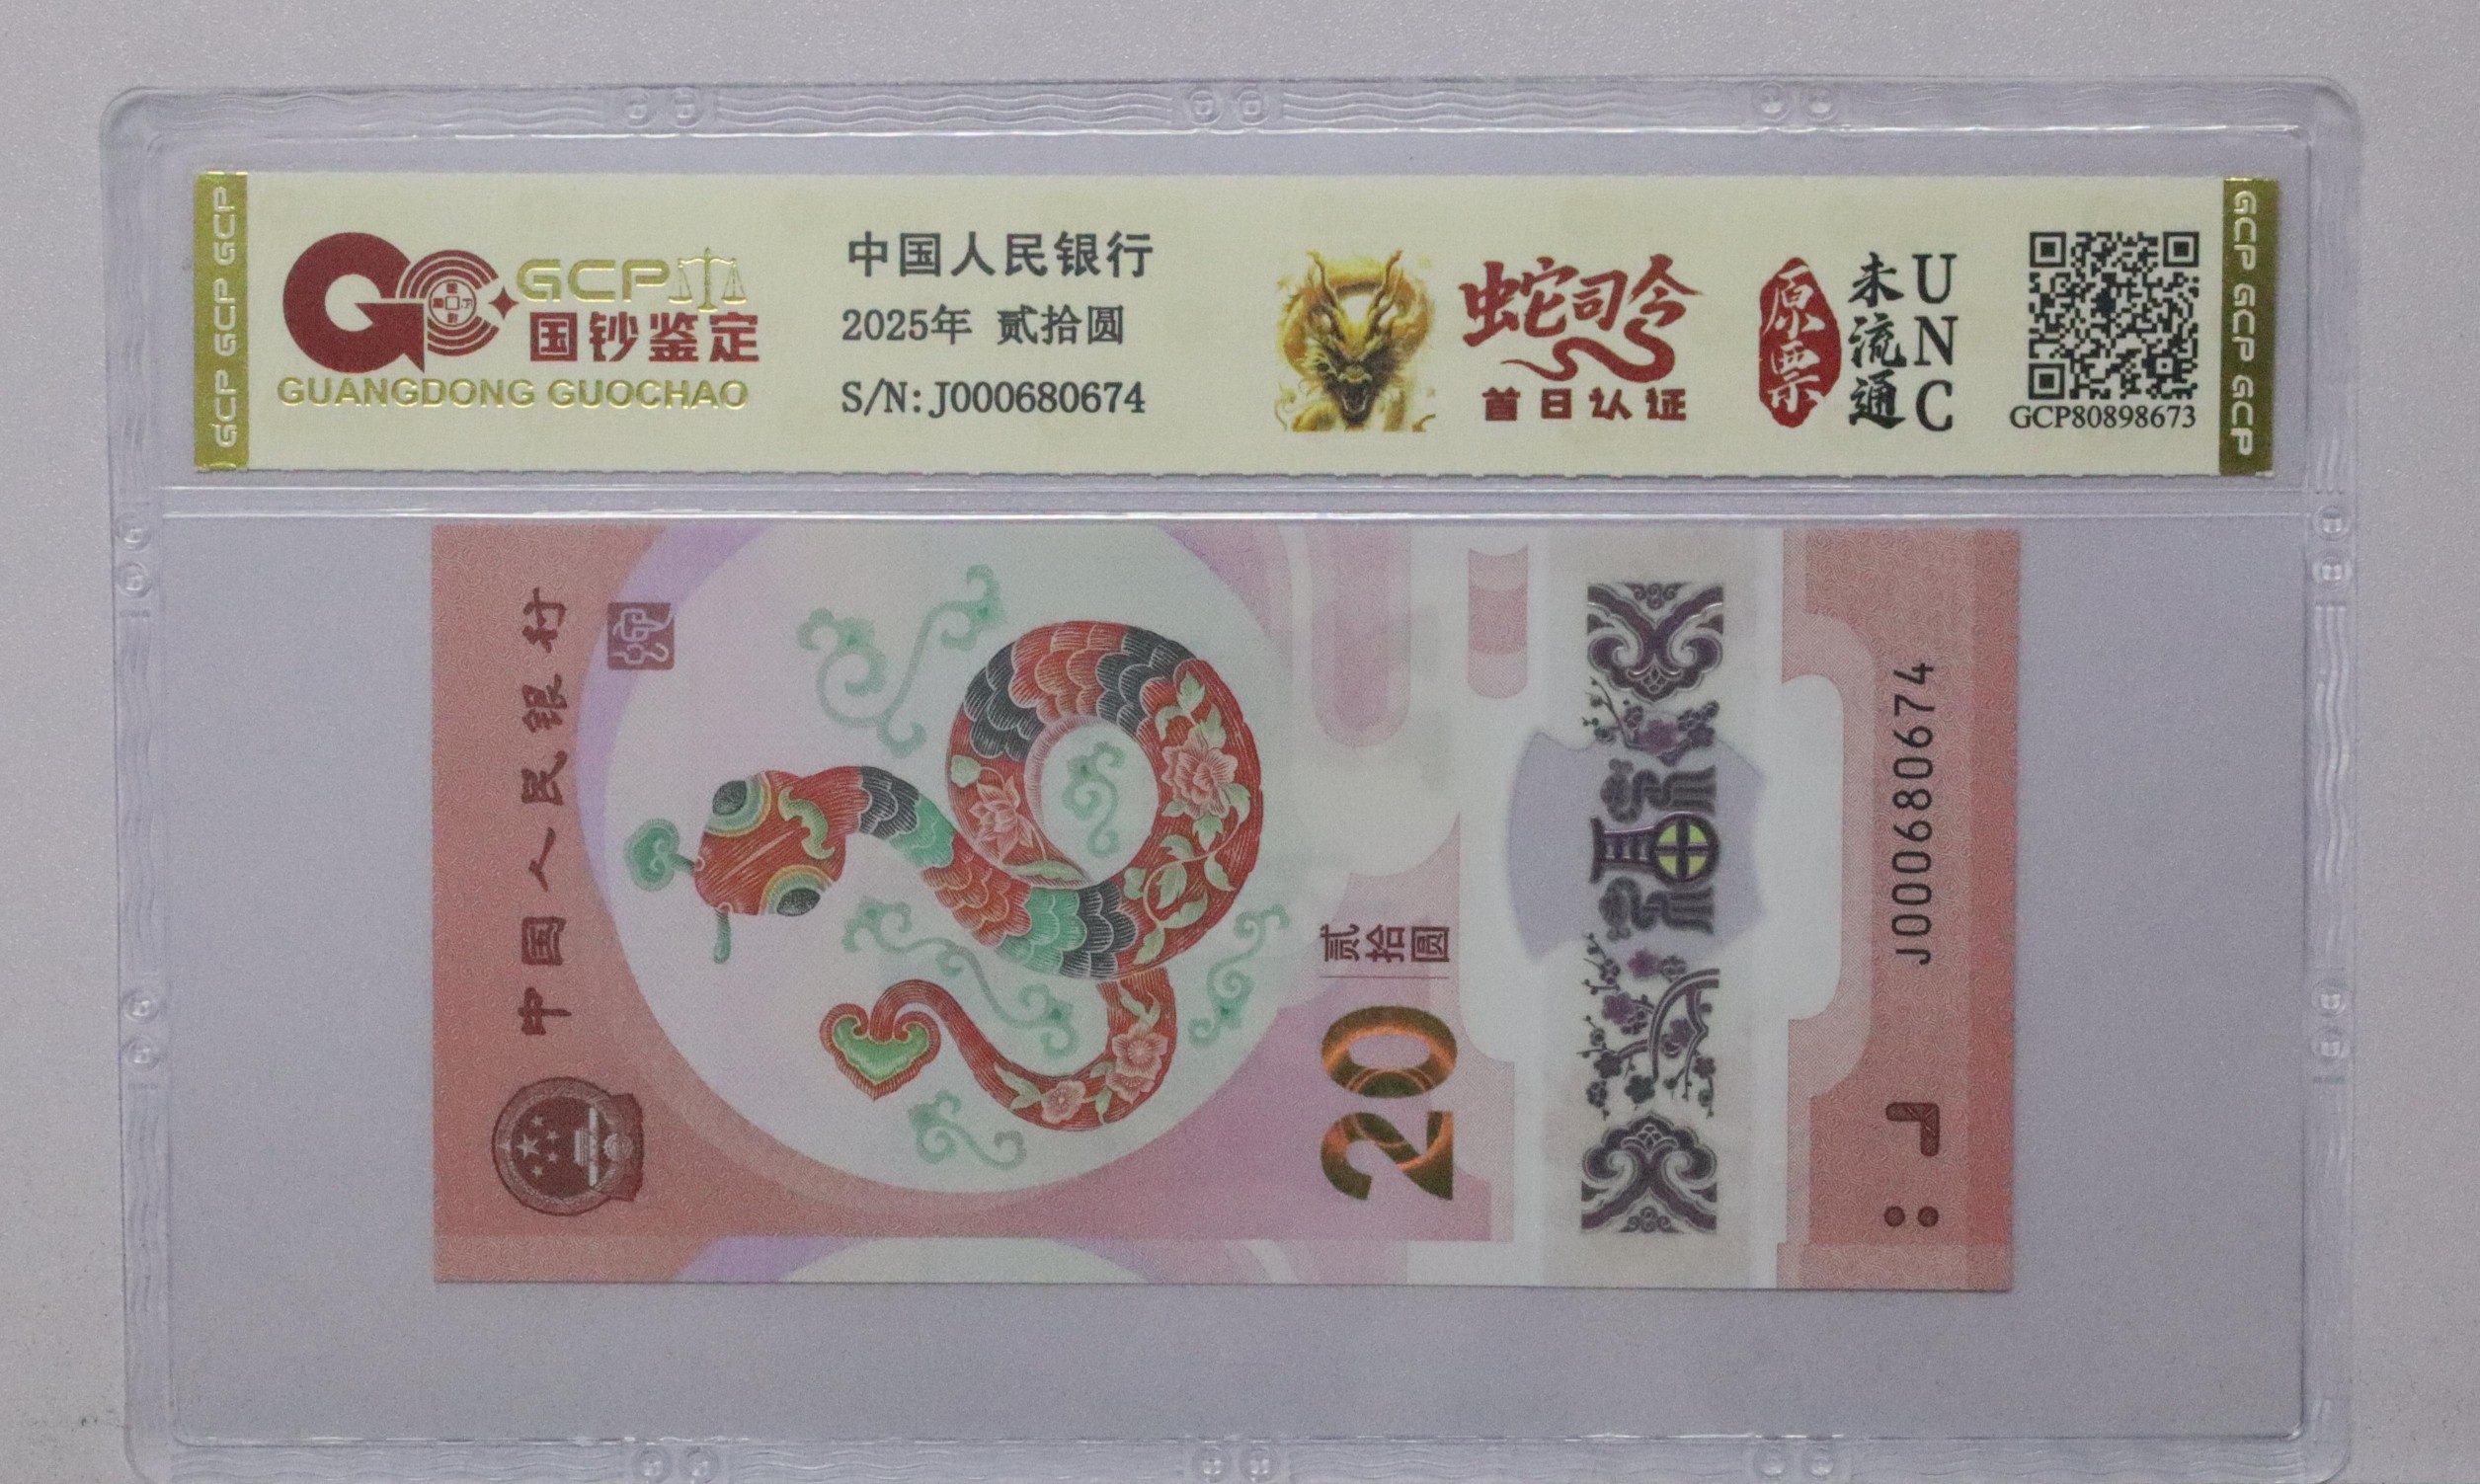 GCP GCP GCP
GCP
国钞鉴定
GUANGDONG GUOCHAO
中国人民银行
2025年 贰拾圆
S/N: J000680674
蛇司令
首日认证
原票
未流通
UNC
GCP80898673
GCP GCP GCP
中国人民银行
20
贰拾圆
福
J000680674